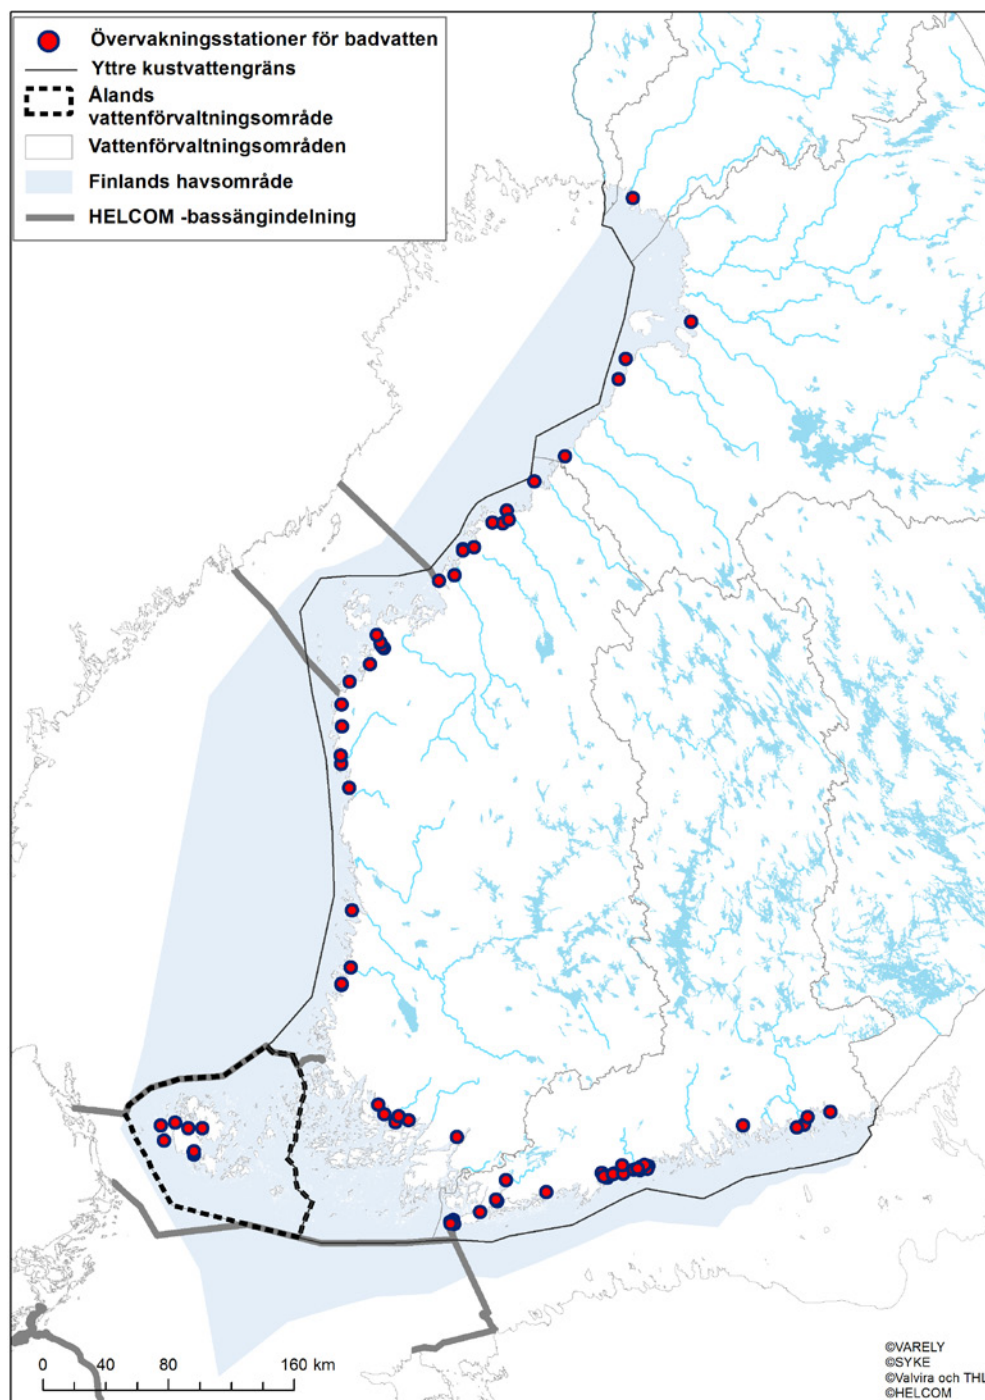 Övervakningsstationer för badvatten
Yttre kustvattengräns
Ålands
vattenförvaltningsområde
Vattenförvaltningsområden
Finlands havsområde
HELCOM -bassängindelning
0 40 80 160 km
©VARELY
©SYKE
©Valvira och THL
©HELCOM